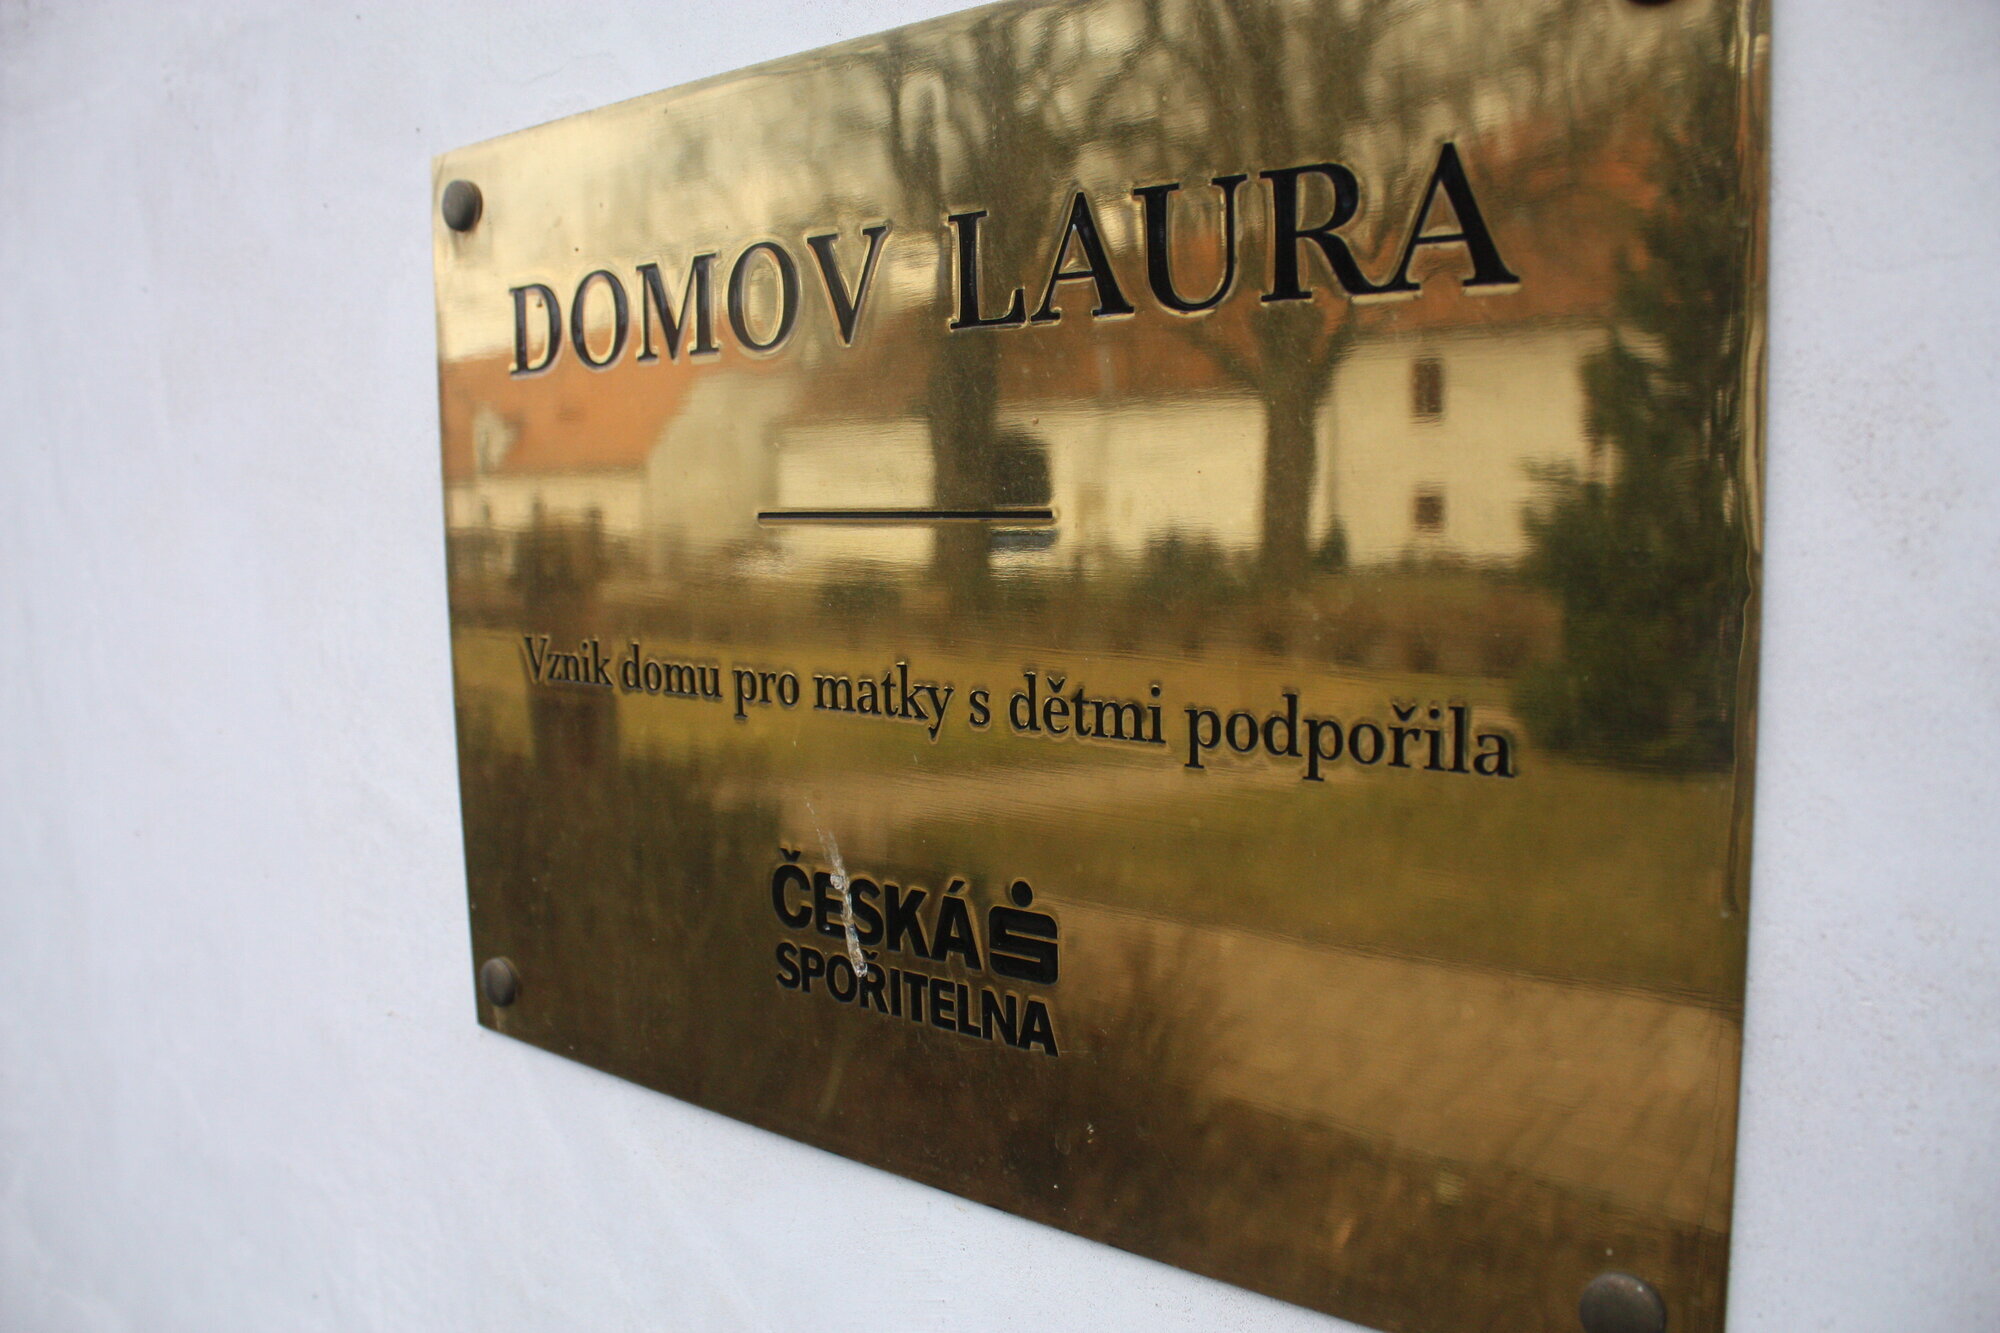 DOMOV LAURA
Vznik domu pro matky s dětmi podpořila
ČESKÁ
SPOŘITELNA